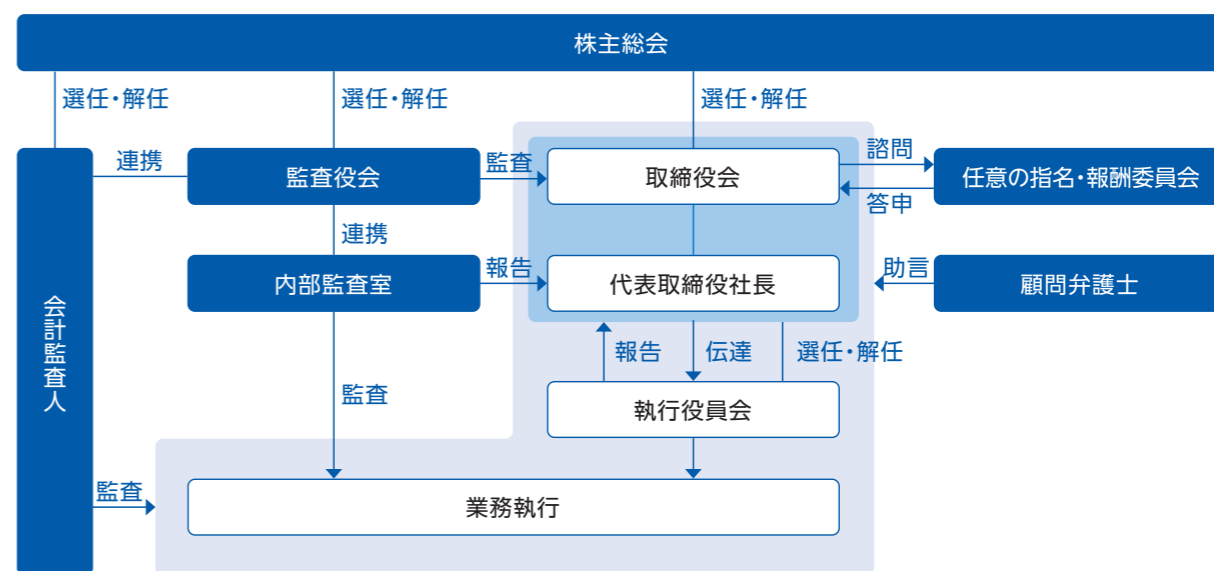 株主総会
選任・解任
選任・解任
選任・解任
会計監査人
連携
監査役会
監査
取締役会
諮問
答申
任意の指名・報酬委員会
連携
内部監査室
報告
代表取締役社長
助言
顧問弁護士
報告
伝達
選任・解任
監査
執行役員会
監査
業務執行